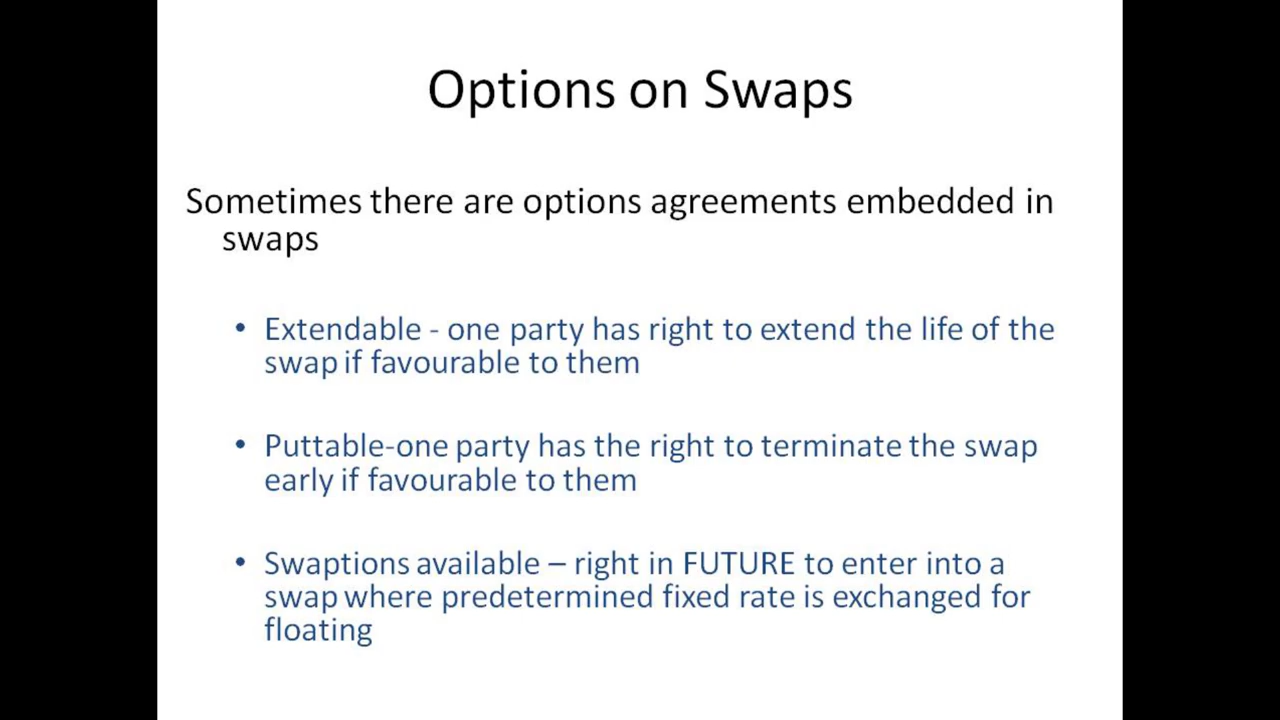 Options on Swaps
Sometimes there are options agreements embedded in
swaps
• Extendable - one party has right to extend the life of the
swap if favourable to them
• Puttable-one party has the right to terminate the swap
early if favourable to them
• Swaptions available – right in FUTURE to enter into a
swap where predetermined fixed rate is exchanged for
floating